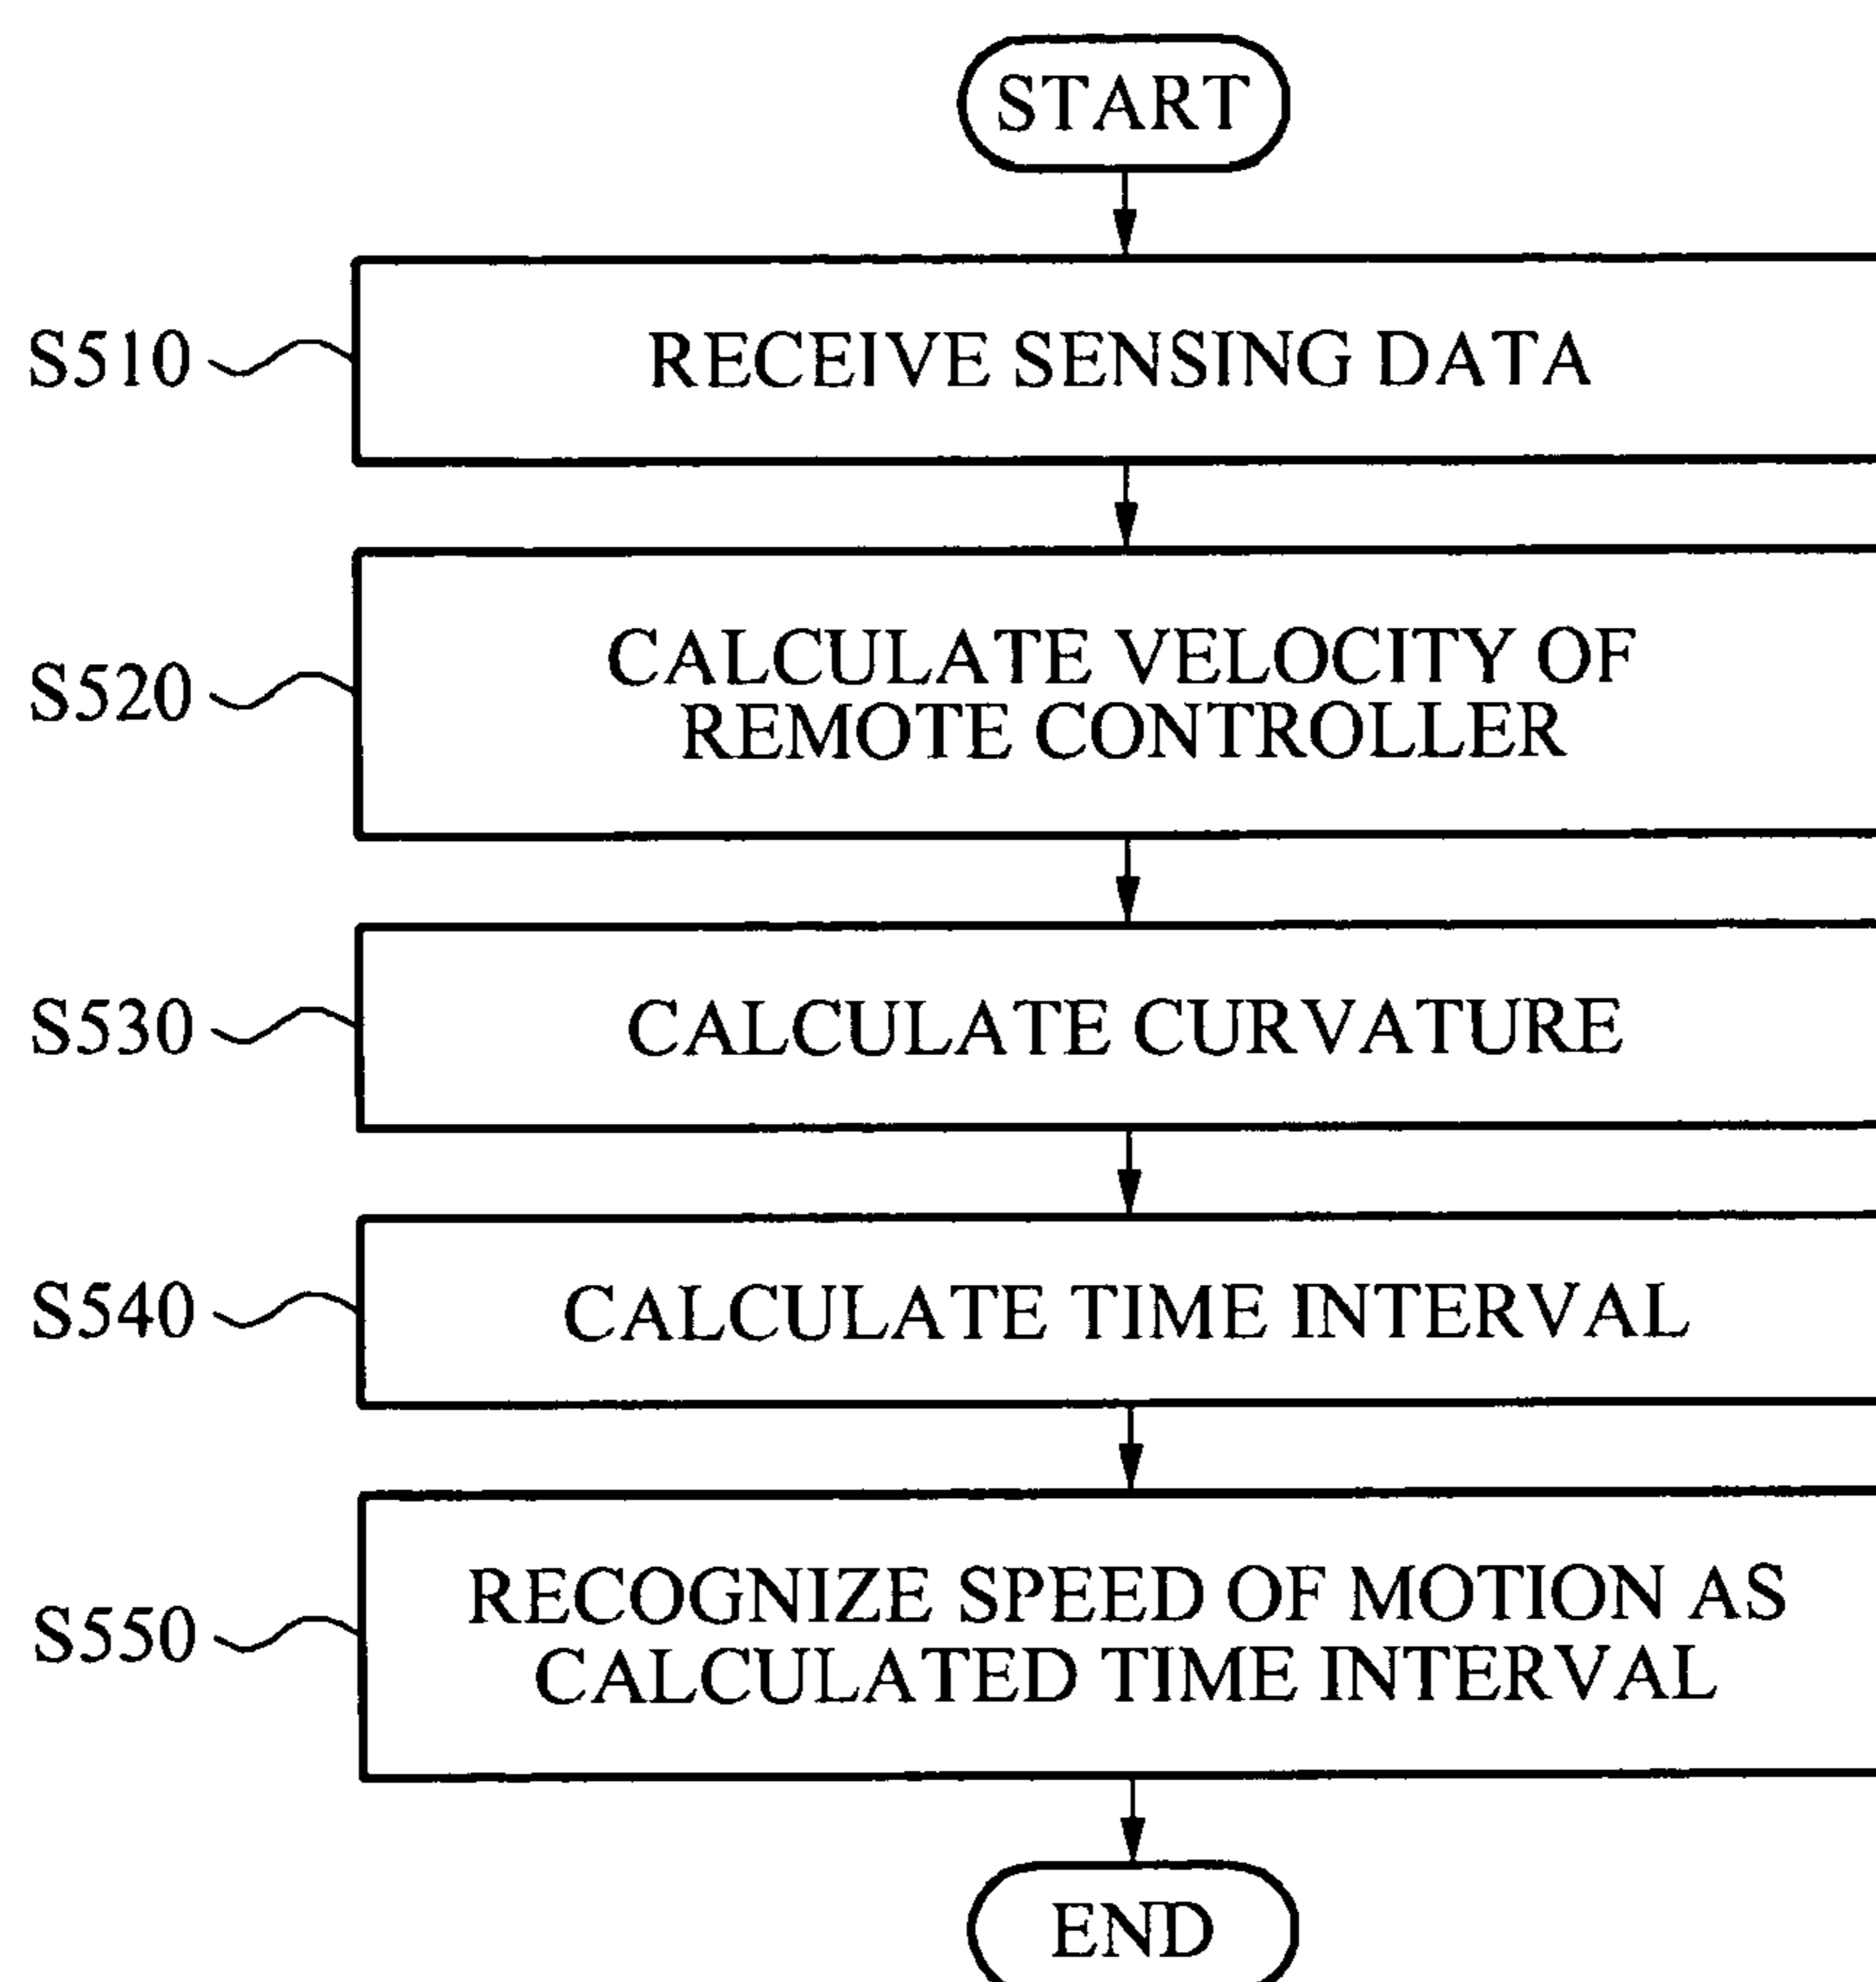 START
S510
RECEIVE SENSING DATA
S520
CALCULATE VELOCITY OF
REMOTE CONTROLLER
S530
CALCULATE CURVATURE
S540
CALCULATE TIME INTERVAL
S550
RECOGNIZE SPEED OF MOTION AS
CALCULATED TIME INTERVAL
END